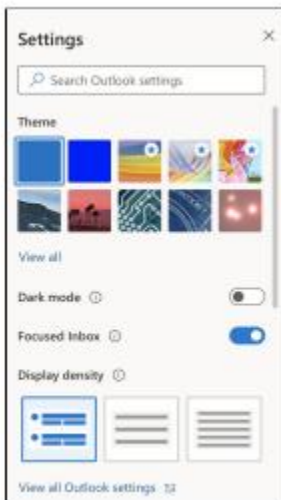 Settings
Search Outlook settings
Theme
View all
Dark mode
Focused Inbox
Display density
View all Outlook settings